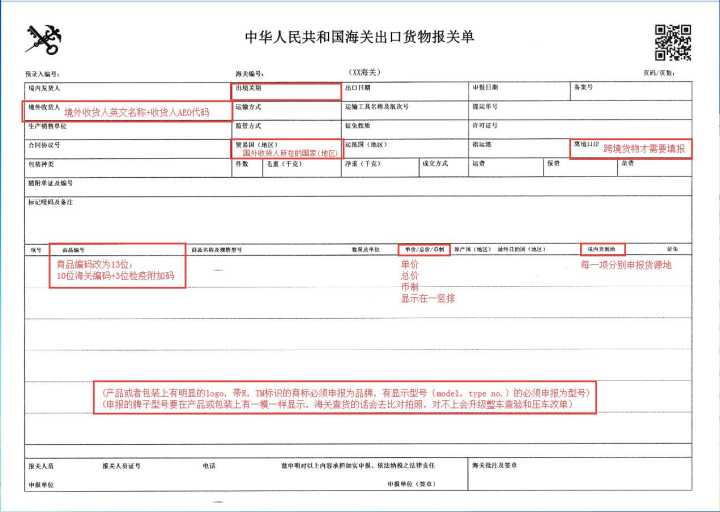 中华人民共和国海关出口货物报关单
预录入编号: 海关编号: (XX海关) 页码/页数:
境内发货人 出境关别 出口日期 申报日期 备案号
境外收货人 境外收货人英文名称+收货人AEO代码 运输方式 运输工具名称及航次号 提运单号
生产销售单位 监管方式 征免性质 许可证号
合同协议号 贸易国(地区) 国外收货人所在的国家(地区) 运抵国(地区) 指运港 离境口岸 跨境货物才需要填报
包装种类 件数 毛重(千克) 净重(千克) 成交方式 运费 保费 杂费
随附单证及编号
标记唛码及备注
项号 商品编码 商品名称及规格型号 数量及单位 单价/总价/币制 原产国(地区) 最终目的国(地区) 境内货源地 征免
商品编码改为13位: 单价 每一项分别申报货源地
10位海关编码+3位检疫附加码 总价
币制
显示在一竖排
(产品或者包装上有明显的logo, 带R, TM标识的商标必须申报为品牌, 有显示型号(model, type no.)的必须申报为型号)
(申报的牌子型号要在产品或包装上有一模一样显示, 海关查货的话会去比对拍照, 对不上会升级整车查验和压车改单)
报关人员 报关人员证号 电话 兹申明对以上内容承担如实申报、依法纳税之法律责任 海关批注及签章
申报单位 申报单位(签章)